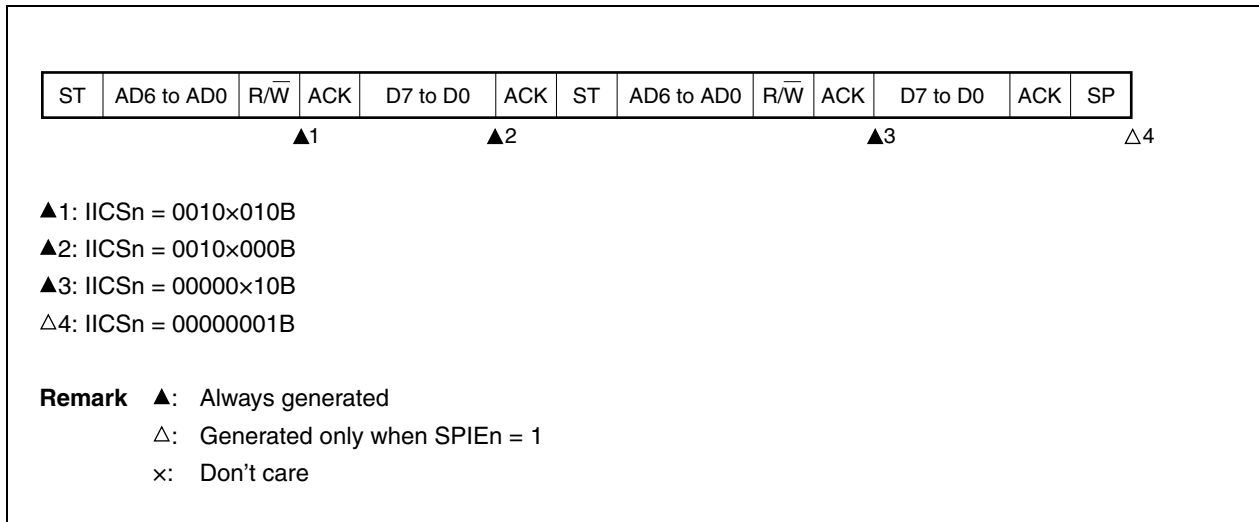 ST AD6 to AD0 R/W̅ ACK D7 to D0 ACK ST AD6 to AD0 R/W̅ ACK D7 to D0 ACK SP
▲1 ▲2 ▲3 △4
▲1: IICSn = 0010×010B
▲2: IICSn = 0010×000B
▲3: IICSn = 00000×10B
△4: IICSn = 00000001B
Remark ▲: Always generated
△: Generated only when SPIEn = 1
×: Don't care